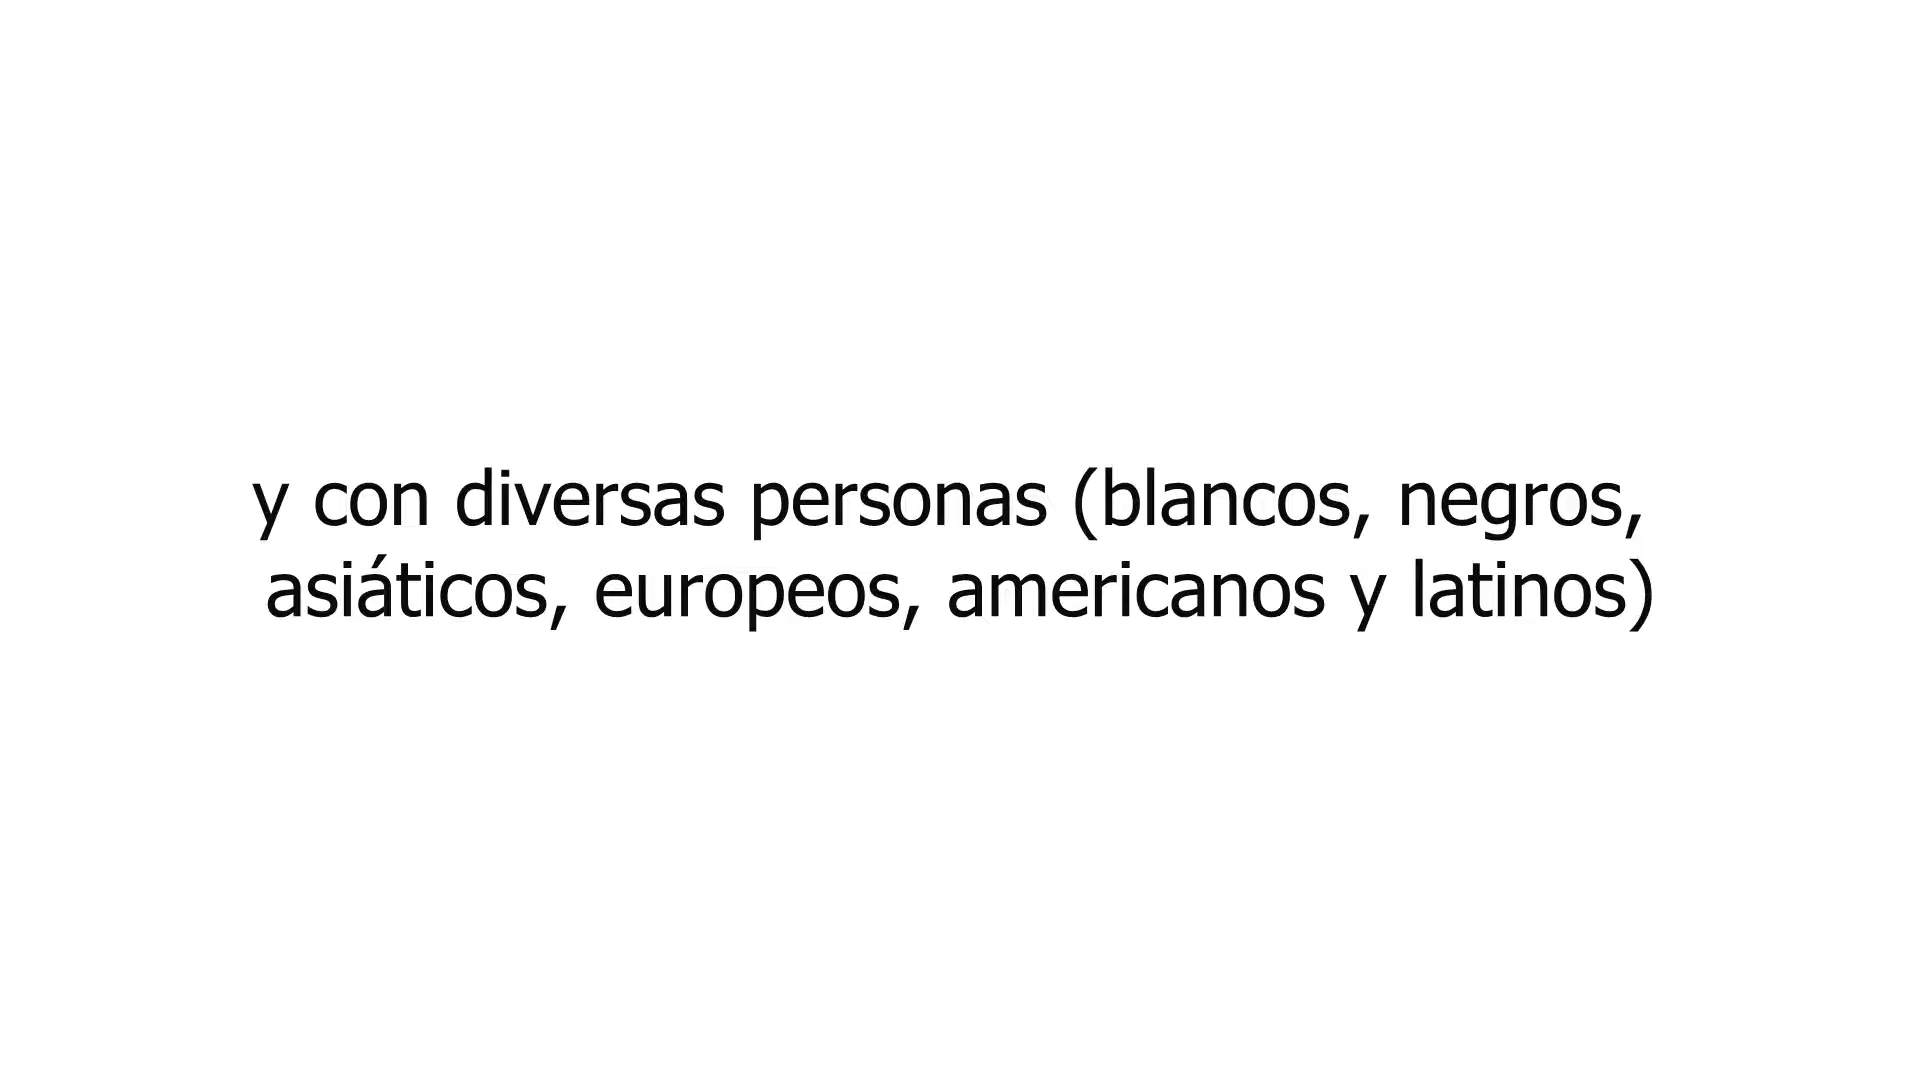 y con diversas personas (blancos, negros,
asiáticos, europeos, americanos y latinos)